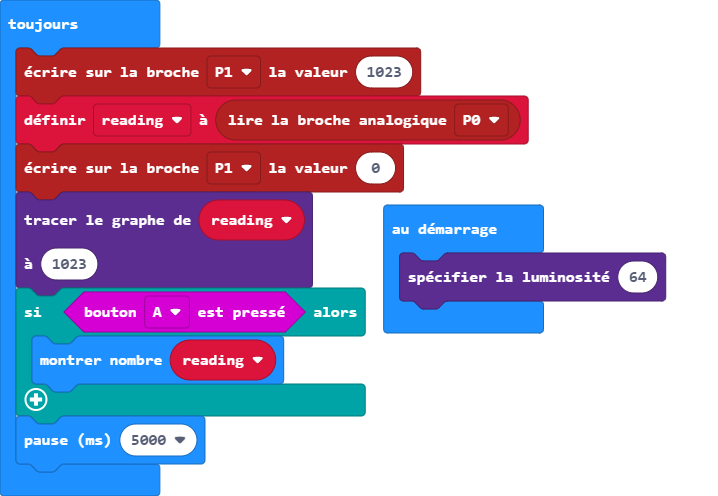 toujours
écrire sur la broche P1 la valeur 1023
définir reading à lire la broche analogique P0
écrire sur la broche P1 la valeur 0
tracer le graphe de reading
à 1023
si bouton A est pressé alors
montrer nombre reading
pause (ms) 5000
au démarrage
spécifier la luminosité 64